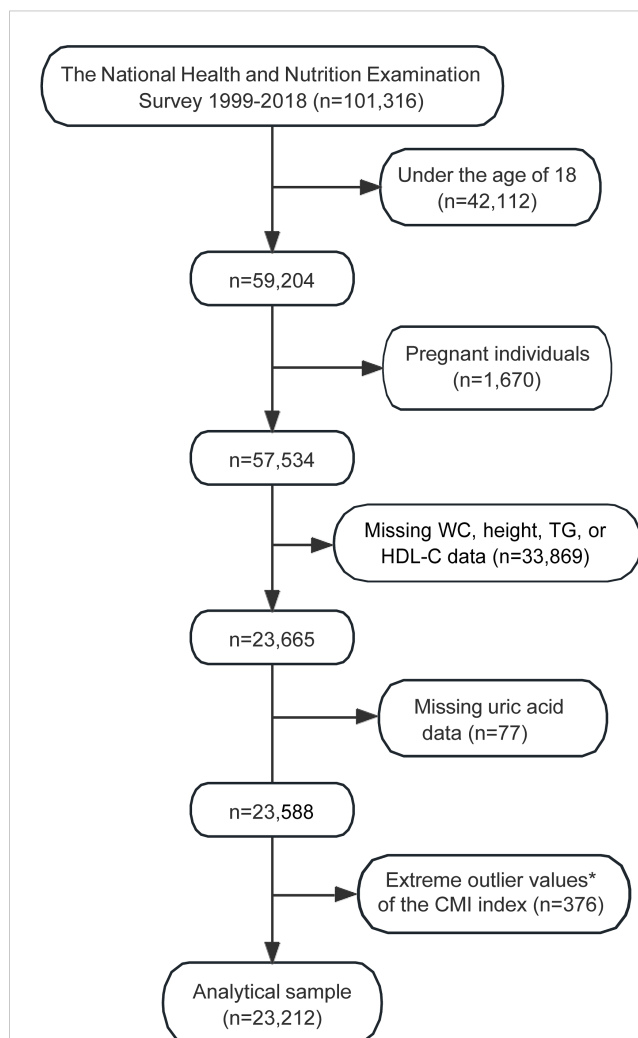 The National Health and Nutrition Examination
Survey 1999-2018 (n=101,316)
Under the age of 18
(n=42,112)
n=59,204
Pregnant individuals
(n=1,670)
n=57,534
Missing WC, height, TG, or
HDL-C data (n=33,869)
n=23,665
Missing uric acid
data (n=77)
n=23,588
Extreme outlier values*
of the CMI index (n=376)
Analytical sample
(n=23,212)